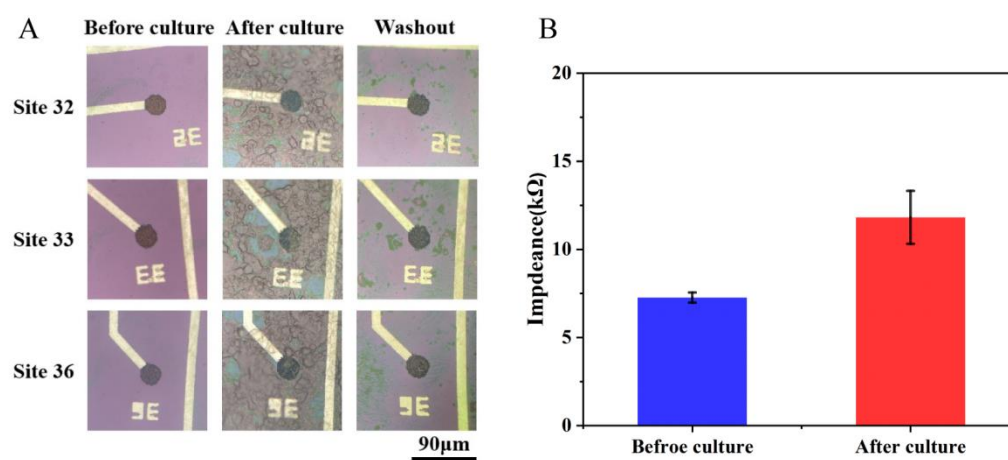 A
Before culture After culture Washout
Site 32
Site 33
Site 36
90μm
B
Impdeance(kΩ)
20
15
10
5
0
Befroe culture After culture